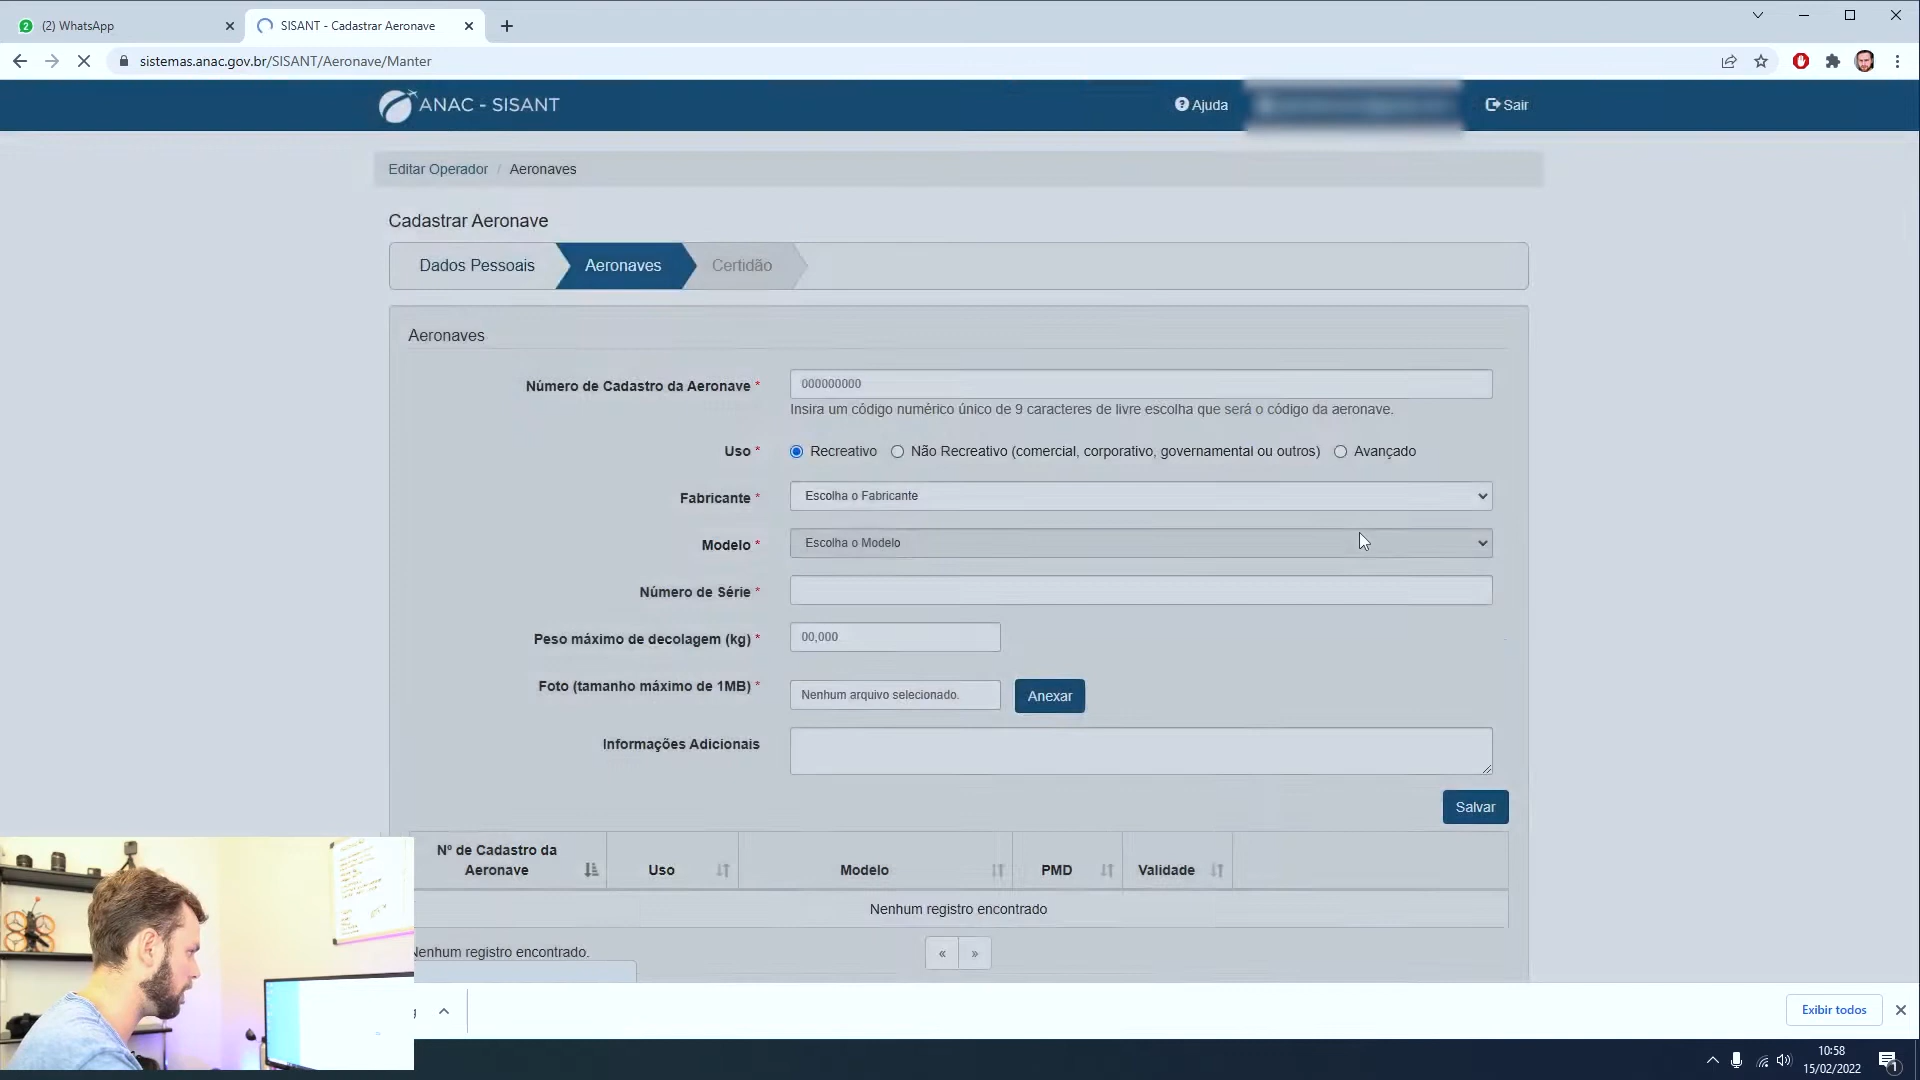 (2) WhatsApp
SISANT - Cadastrar Aeronave
sistemas.anac.gov.br/SISANT/Aeronave/Manter
ANAC - SISANT
Ajuda
Sair
Editar Operador / Aeronaves
Cadastrar Aeronave
Dados Pessoais
Aeronaves
Certidão
Aeronaves
Número de Cadastro da Aeronave *
000000000
Insira um código numérico único de 9 caracteres de livre escolha que será o código da aeronave.
Uso *
Recreativo
Não Recreativo (comercial, corporativo, governamental ou outros)
Avançado
Fabricante *
Escolha o Fabricante
Modelo *
Escolha o Modelo
Número de Série *
Peso máximo de decolagem (kg) *
00,000
Foto (tamanho máximo de 1MB) *
Nenhum arquivo selecionado.
Anexar
Informações Adicionais
Salvar
Nº de Cadastro da
Aeronave
Uso
Modelo
PMD
Validade
Nenhum registro encontrado
Nenhum registro encontrado.
«
»
Exibir todos
10:58
15/02/2022
1